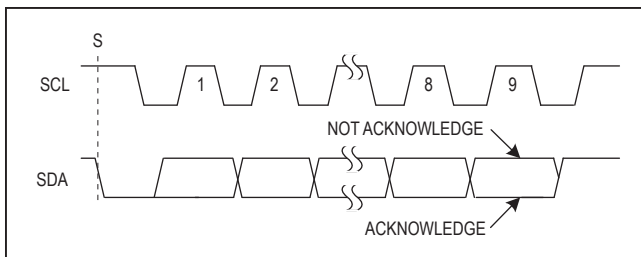 S
SCL 1 2 8 9
NOT ACKNOWLEDGE
SDA
ACKNOWLEDGE